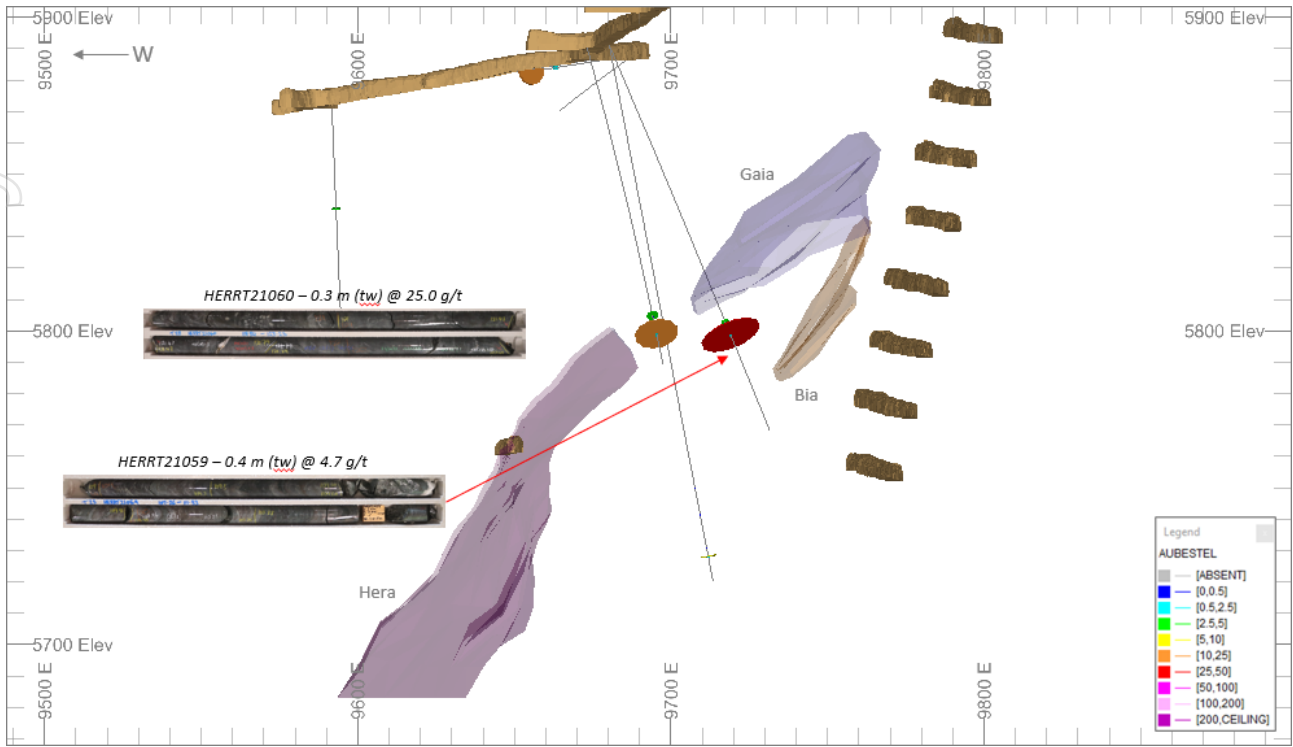 5900 Elev
5900 Elev
9500 E
9600 E
9700 E
9800 E
W
Gaia
HERRT21060 – 0.3 m (tw) @ 25.0 g/t
5800 Elev
5800 Elev
Bia
HERRT21059 – 0.4 m (tw) @ 4.7 g/t
Hera
Legend
AUBESTEL
[ABSENT]
[0,0.5]
[0.5,2.5]
[2.5,5]
[5,10]
[10,25]
[25,50]
[50,100]
[100,200]
[200,CEILING]
5700 Elev
5700 Elev
9500 E
9600 E
9700 E
9800 E